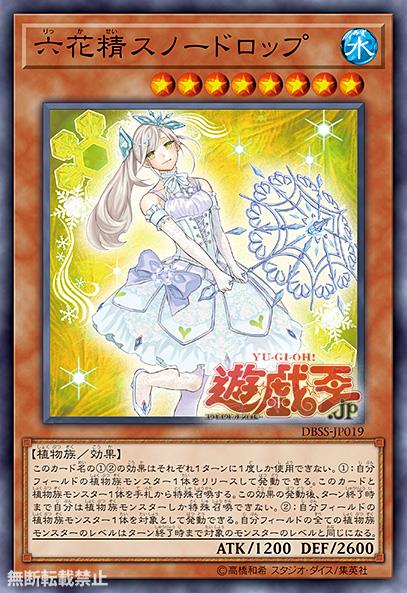 りっ か せい
六花精スノードロップ
水
YU-GI-OH!
遊戯王
.jp
DBSS-JP019
【植物族／効果】
このカード名の①②の効果はそれぞれ1ターンに1度しか使用できない。①：自分
フィールドの植物族モンスター1体をリリースして発動できる。このカードと
植物族モンスター1体を手札から特殊召喚する。この効果の発動後、ターン終了時
まで自分は植物族モンスターしか特殊召喚できない。②：自分フィールドの
植物族モンスター1体を対象として発動できる。自分フィールドの全ての植物族
モンスターのレベルはターン終了時まで対象のモンスターのレベルと同じになる。
ATK/1200 DEF/2600
無断転載禁止
©高橋和希 スタジオ・ダイス/集英社